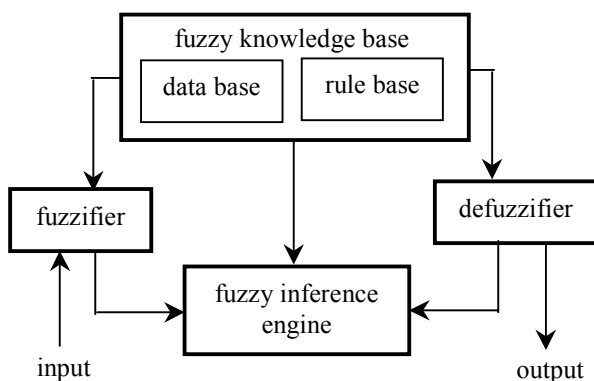 fuzzy knowledge base
data base
rule base
fuzzifier
defuzzifier
fuzzy inference
engine
input
output